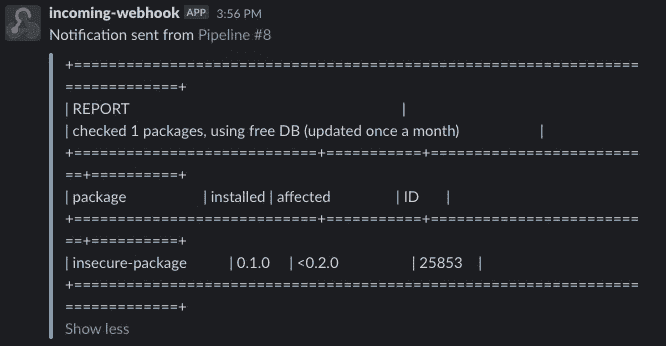 incoming-webhook APP 3:56 PM
Notification sent from Pipeline #8
+==================================================================
=============+
| REPORT |
| checked 1 packages, using free DB (updated once a month) |
+============================+===========+========================
==+==========+
| package | installed | affected | ID |
+============================+===========+========================
==+==========+
| insecure-package | 0.1.0 | <0.2.0 | 25853 |
+==================================================================
=============+
Show less